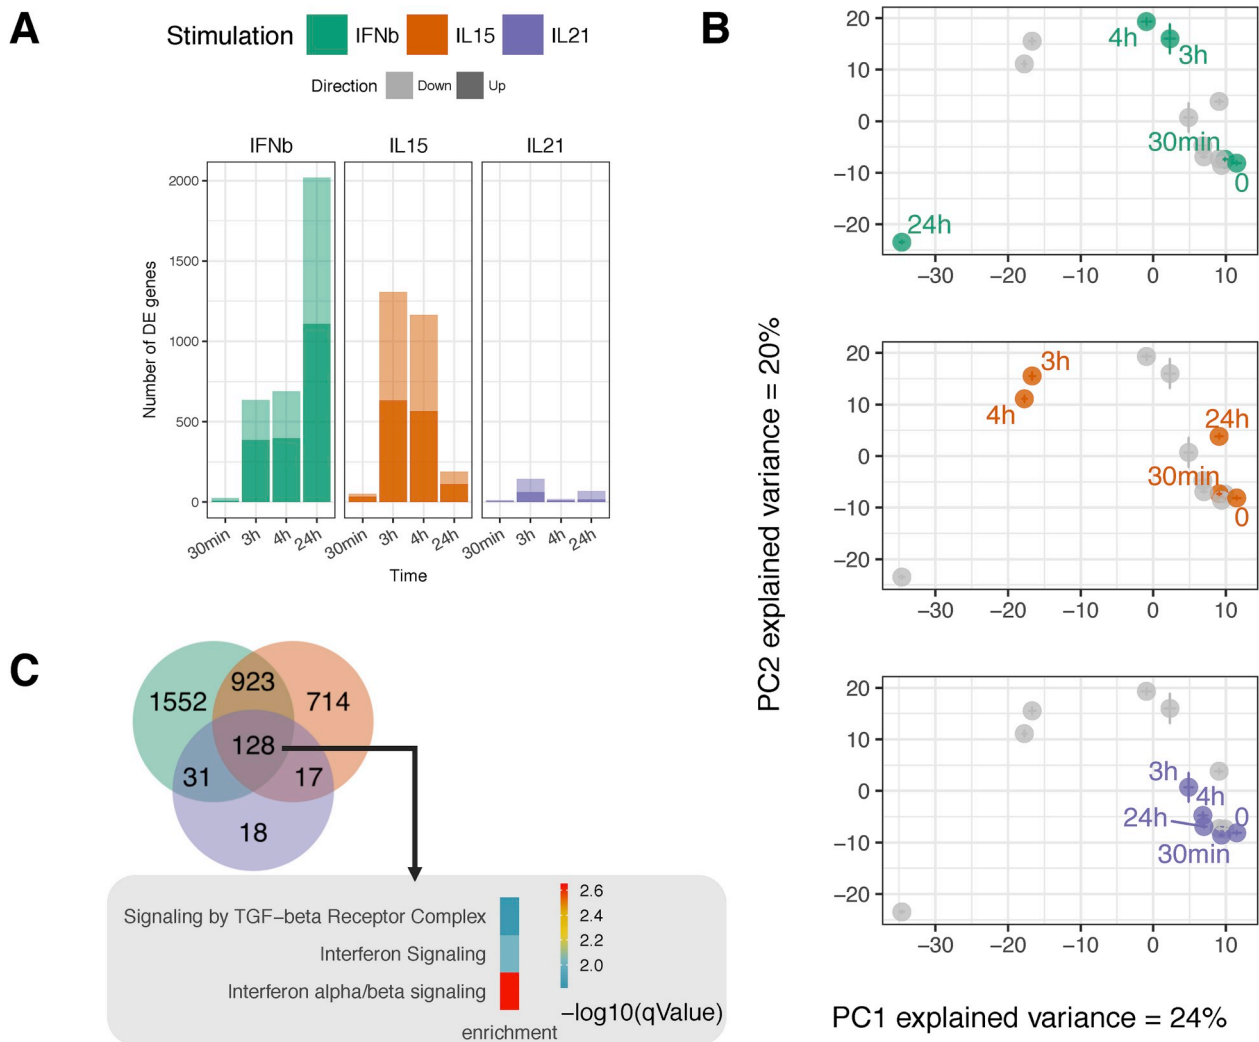 A
Stimulation IFNb IL15 IL21
Direction Down Up
IFNb IL15 IL21
Number of DE genes
2000
1500
1000
500
0
30min 3h 4h 24h 30min 3h 4h 24h 30min 3h 4h 24h
Time
B
PC2 explained variance = 20%
20
10
0
−10
−20
4h
3h
30min
0
24h
−30 −20 −10 0 10
20
10
0
−10
−20
3h
4h
24h
30min
0
−30 −20 −10 0 10
20
10
0
−10
−20
3h
4h
24h
0
30min
−30 −20 −10 0 10
PC1 explained variance = 24%
C
1552 923 714
128
31 17
18
Signaling by TGF−beta Receptor Complex
Interferon Signaling
Interferon alpha/beta signaling
enrichment
2.6
2.4
2.2
2.0
−log10(qValue)